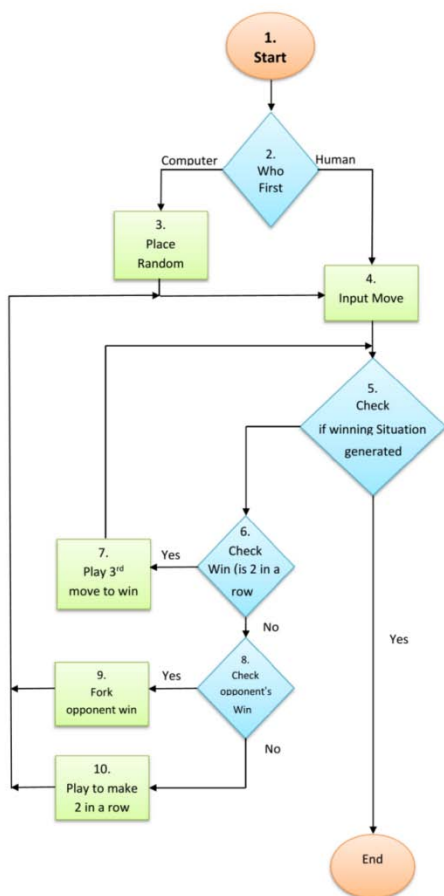 1.
Start
Computer
2.
Who
First
Human
3.
Place
Random
4.
Input Move
5.
Check
if winning Situation
generated
6.
Check
Win (is 2 in a
row
Yes
7.
Play 3rd
move to win
No
8.
Check
opponent's
Win
Yes
9.
Fork
opponent win
Yes
No
10.
Play to make
2 in a row
End